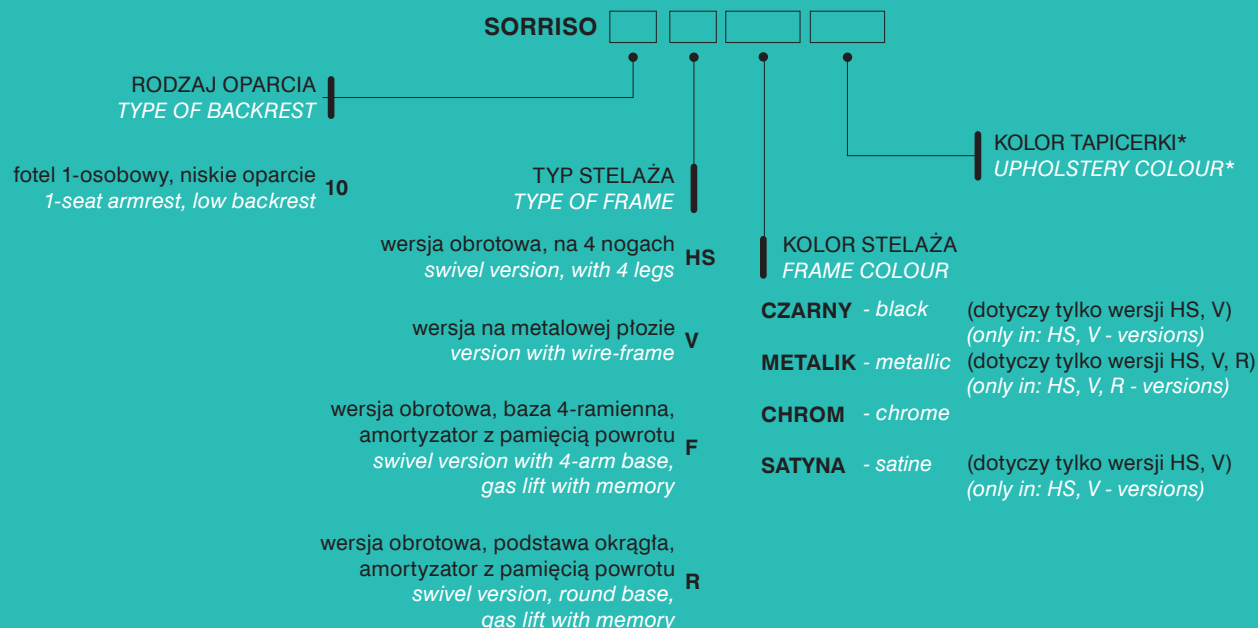 SORRISO
RODZAJ OPARCIA
TYPE OF BACKREST
fotel 1-osobowy, niskie oparcie
1-seat armrest, low backrest
10
TYP STELAŻA
TYPE OF FRAME
wersja obrotowa, na 4 nogach
swivel version, with 4 legs
HS
wersja na metalowej płozie
version with wire-frame
V
wersja obrotowa, baza 4-ramienna,
amortyzator z pamięcią powrotu
swivel version with 4-arm base,
gas lift with memory
F
wersja obrotowa, podstawa okrągła,
amortyzator z pamięcią powrotu
swivel version, round base,
gas lift with memory
R
KOLOR STELAŻA
FRAME COLOUR
CZARNY - black (dotyczy tylko wersji HS, V)
(only in: HS, V - versions)
METALIK - metallic (dotyczy tylko wersji HS, V, R)
(only in: HS, V, R - versions)
CHROM - chrome
SATYNA - satine (dotyczy tylko wersji HS, V)
(only in: HS, V - versions)
KOLOR TAPICERKI*
UPHOLSTERY COLOUR*